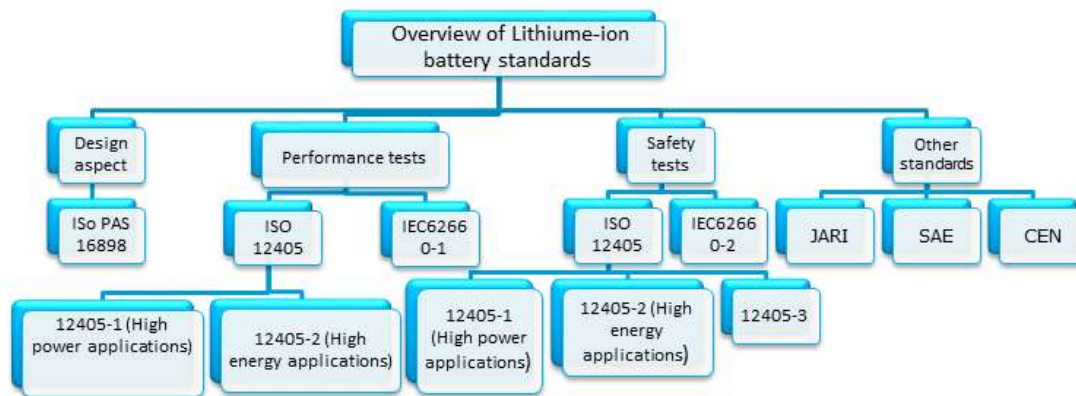 Overview of Lithiume-ion
battery standards
Design
aspect
Performance tests
Safety
tests
Other
standards
ISo PAS
16898
ISO
12405
IEC6266
0-1
ISO
12405
IEC6266
0-2
JARI
SAE
CEN
12405-1 (High
power applications)
12405-2 (High
energy applications)
12405-1
(High power
applications)
12405-2 (High
energy
applications)
12405-3